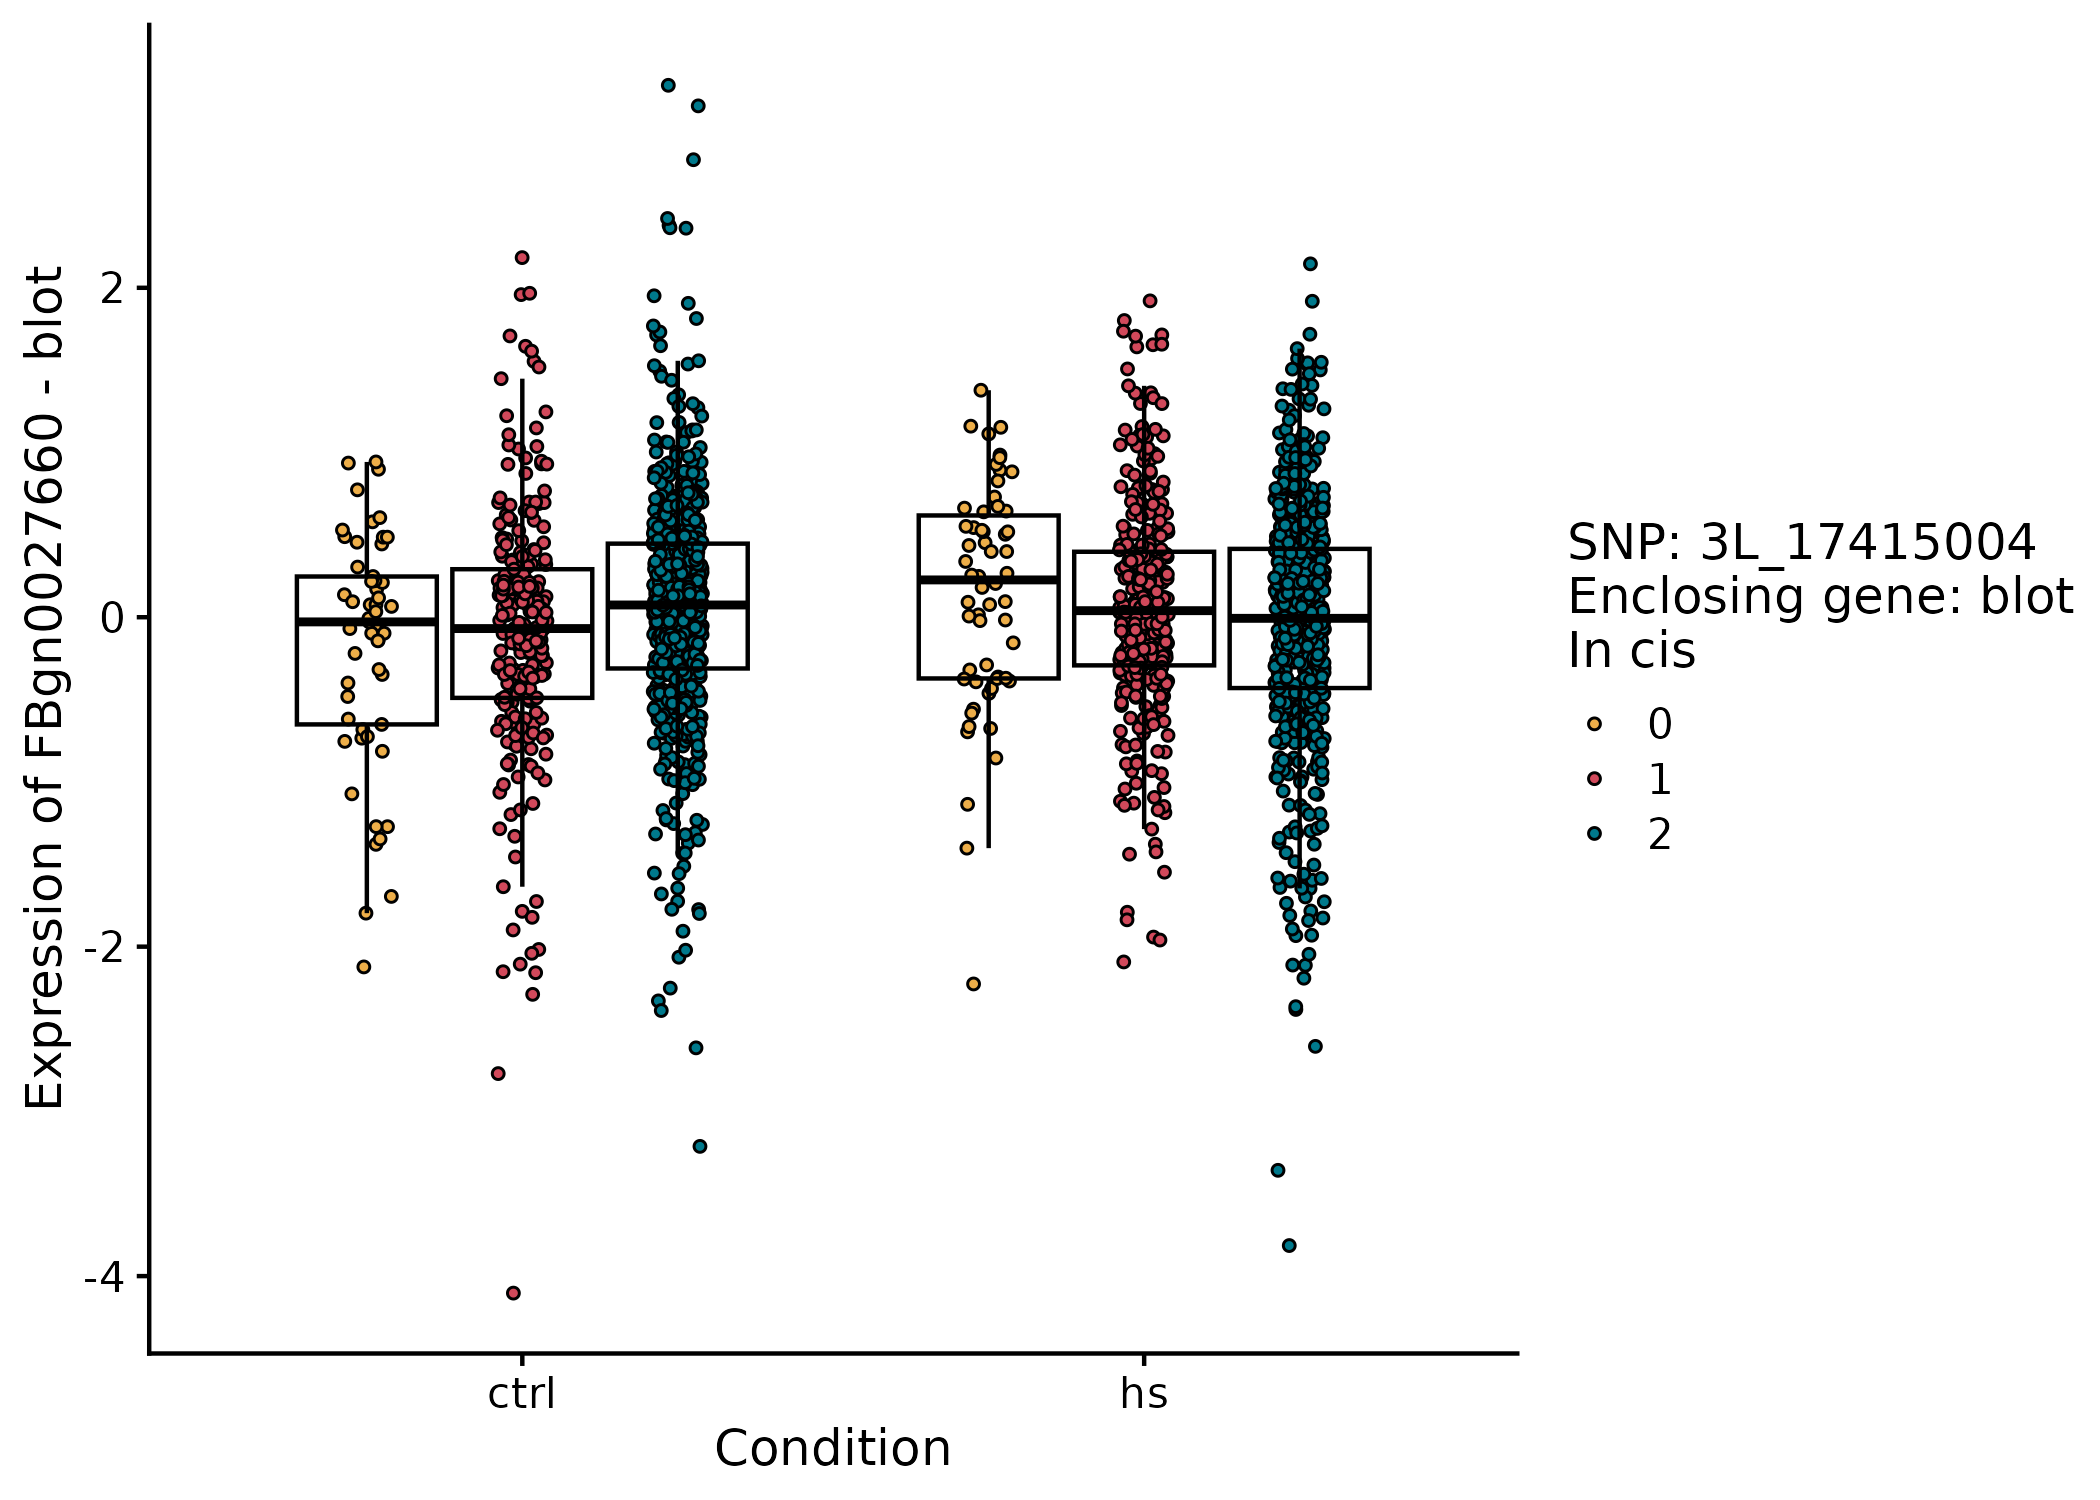 Expression of FBgn0027660 - blot
2
0
-2
-4
ctrl
hs
Condition
SNP: 3L_17415004
Enclosing gene: blot
In cis
0
1
2